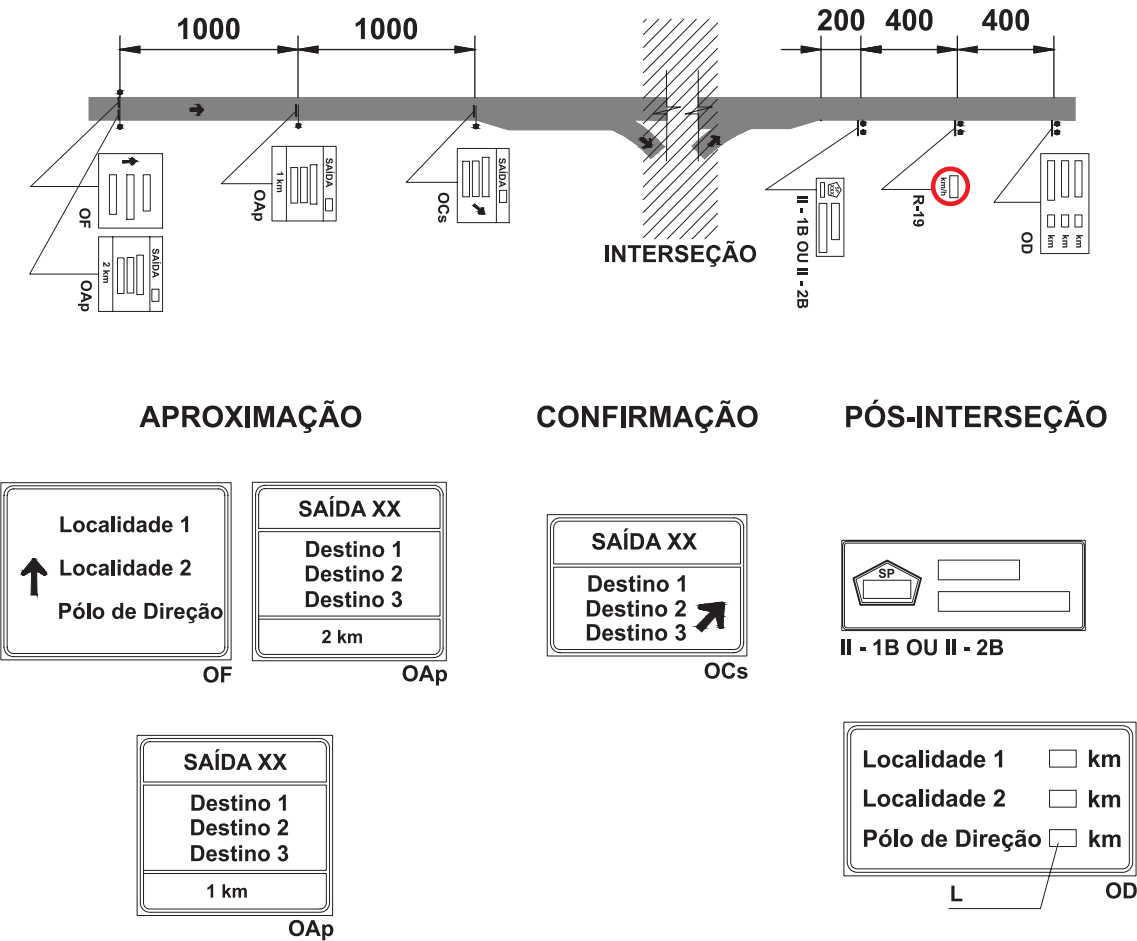 1000
1000
200
400
400
OF
SAÍDA
2 km
OAp
SAÍDA
1 km
OAp
SAÍDA
OCs
INTERSEÇÃO
SP
XXX
II - 1B OU II - 2B
km/h
R-19
km
km
km
OD
APROXIMAÇÃO
CONFIRMAÇÃO
PÓS-INTERSEÇÃO
Localidade 1
Localidade 2
Pólo de Direção
OF
SAÍDA XX
Destino 1
Destino 2
Destino 3
2 km
OAp
SAÍDA XX
Destino 1
Destino 2
Destino 3
OCs
SP
II - 1B OU II - 2B
SAÍDA XX
Destino 1
Destino 2
Destino 3
1 km
OAp
Localidade 1 km
Localidade 2 km
Pólo de Direção km
L
OD